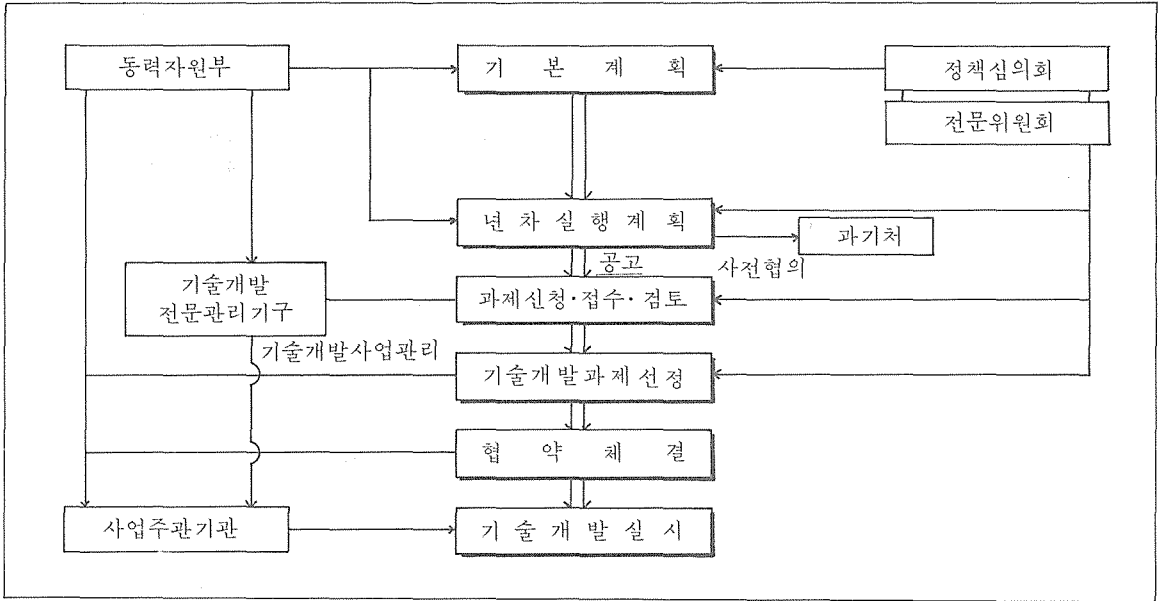 동력자원부
기 본 계 획
정책심의회
전문위원회
년 차 실 행 계 획
과기처
공고
사전협의
기술개발
전문관리기구
과제신청·접수·검토
기술개발사업관리
기 술 개 발 과 제 선 정
협 약 체 결
사업주관기관
기 술 개 발 실 시